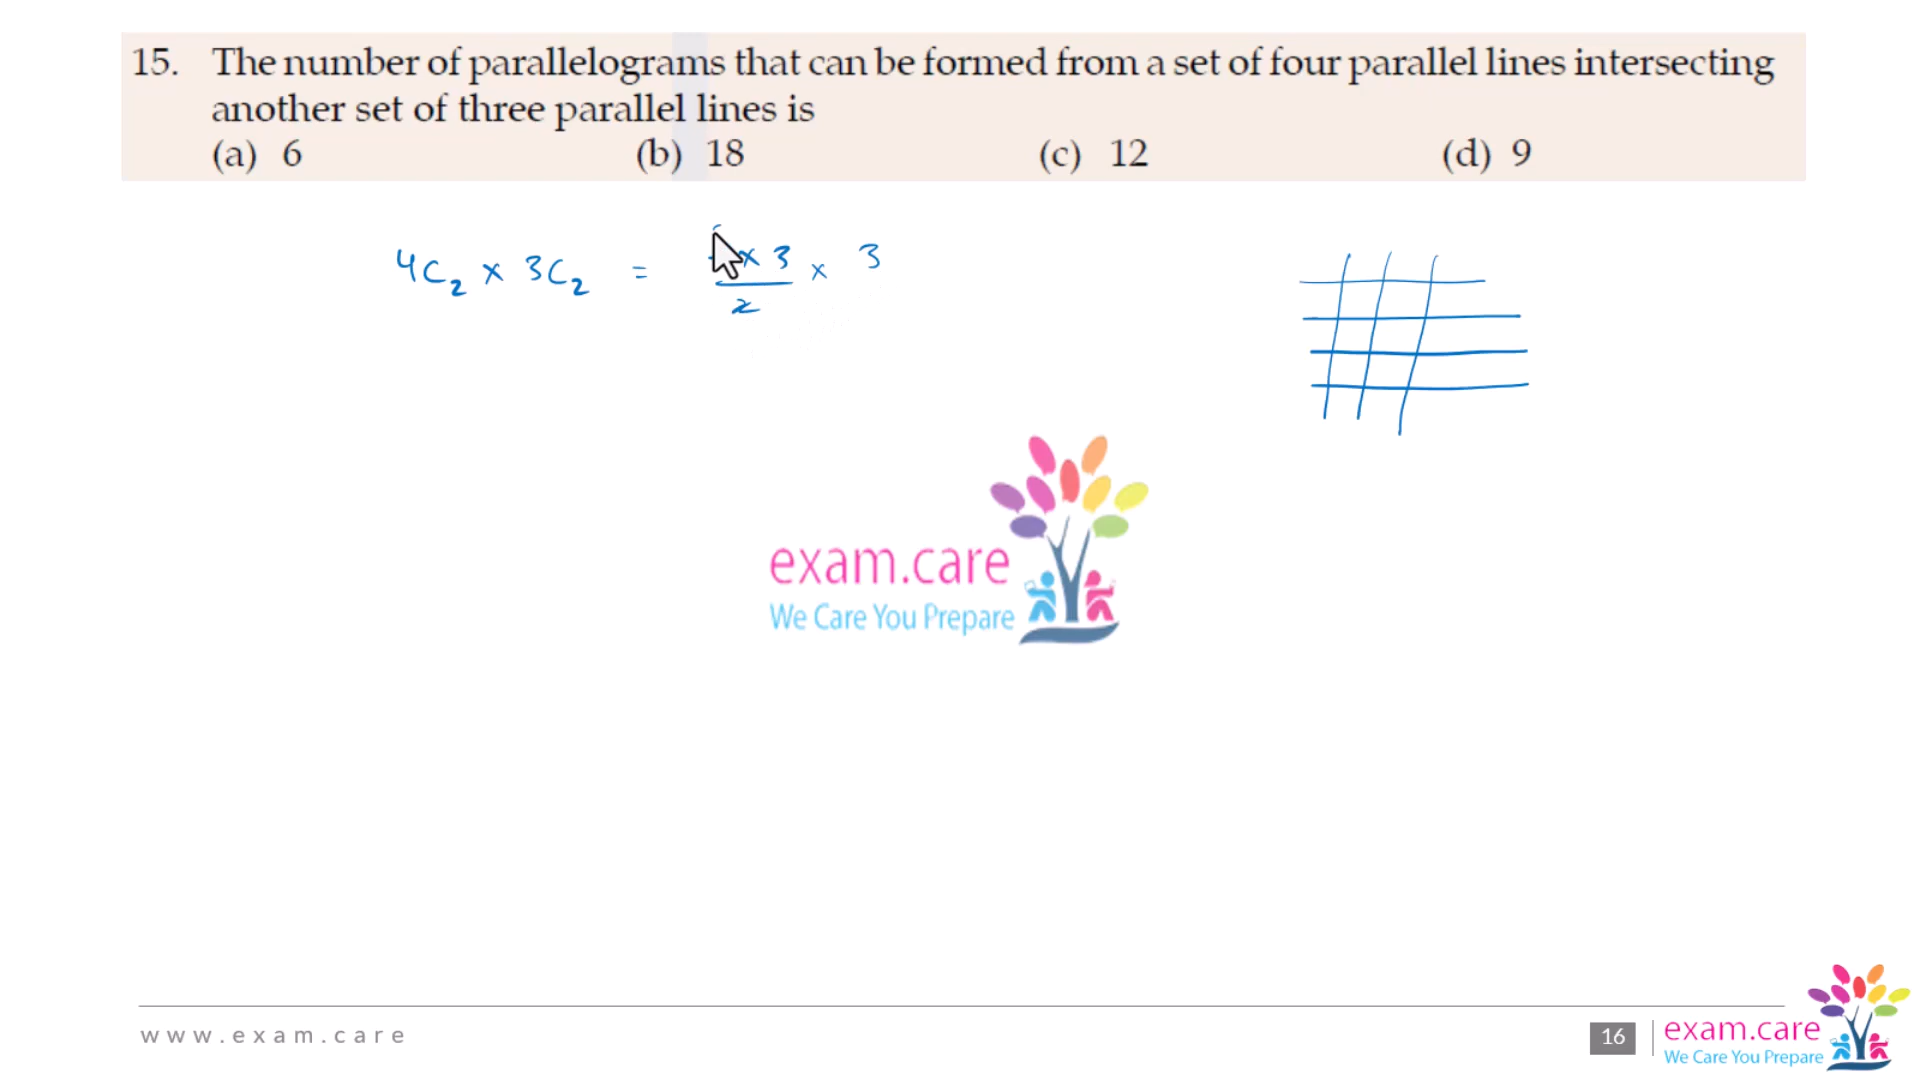 15. The number of parallelograms that can be formed from a set of four parallel lines intersecting
another set of three parallel lines is
(a) 6 (b) 18 (c) 12 (d) 9
4C₂ × 3C₂ = × 3 × 3
2
exam.care
We Care You Prepare
www.exam.care
16
exam.care
We Care You Prepare